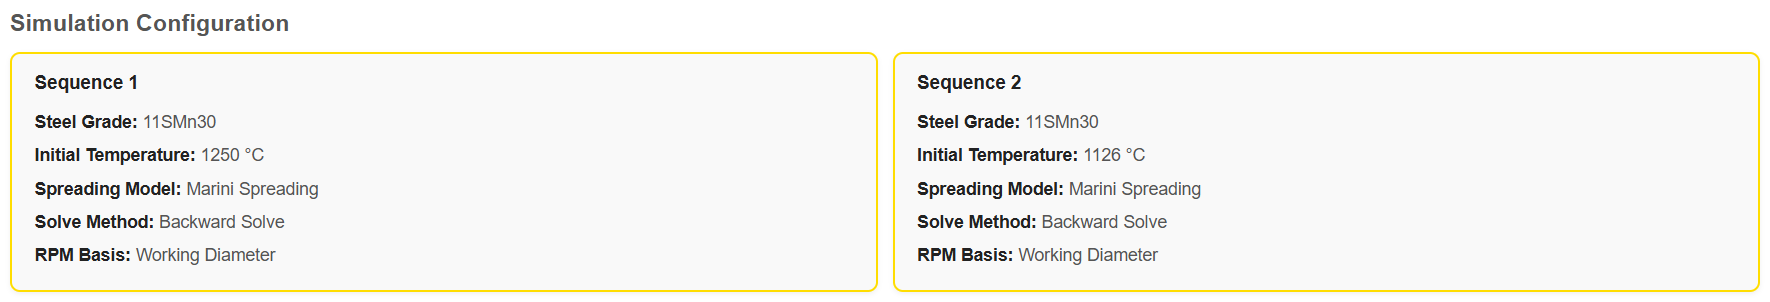 Simulation Configuration
Sequence 1
Steel Grade: 11SMn30
Initial Temperature: 1250 °C
Spreading Model: Marini Spreading
Solve Method: Backward Solve
RPM Basis: Working Diameter
Sequence 2
Steel Grade: 11SMn30
Initial Temperature: 1126 °C
Spreading Model: Marini Spreading
Solve Method: Backward Solve
RPM Basis: Working Diameter